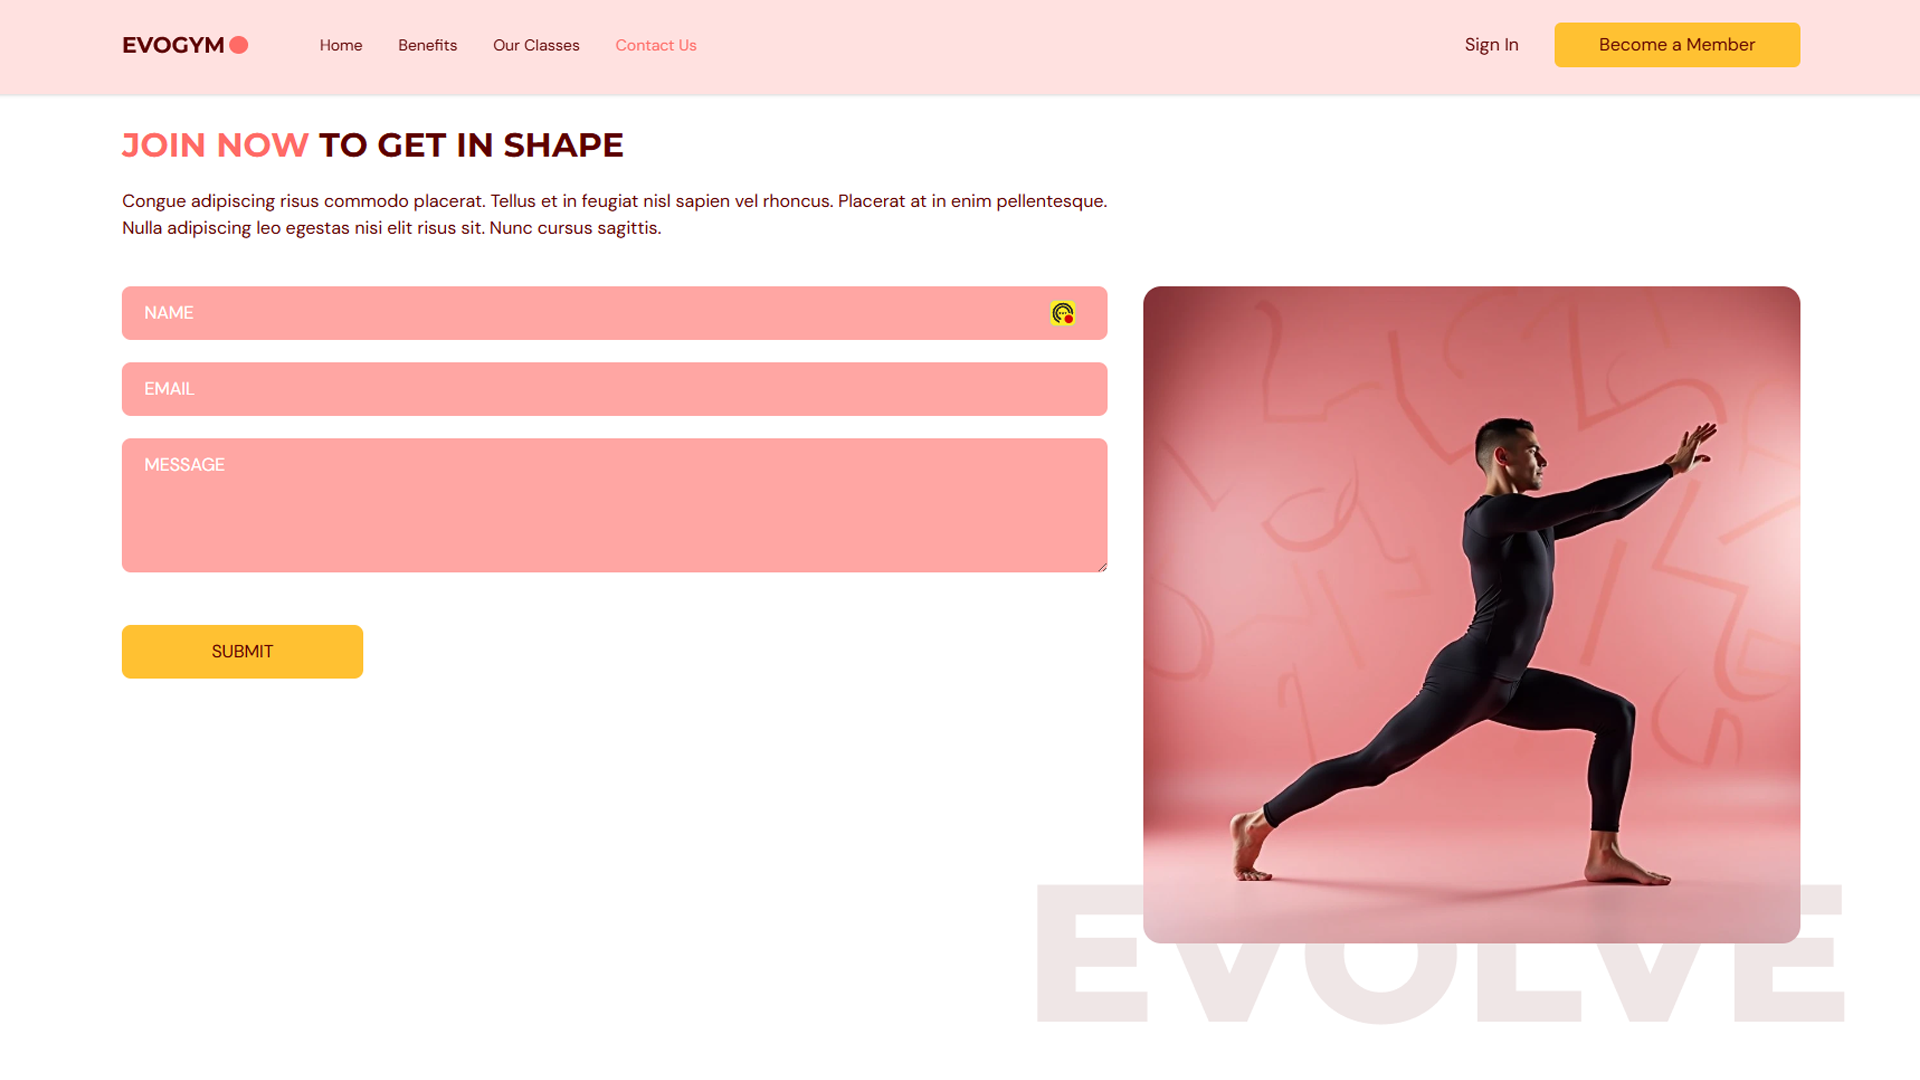 EVOGYM
Home
Benefits
Our Classes
Contact Us
Sign In
Become a Member
JOIN NOW TO GET IN SHAPE
Congue adipiscing risus commodo placerat. Tellus et in feugiat nisl sapien vel rhoncus. Placerat at in enim pellentesque.
Nulla adipiscing leo egestas nisi elit risus sit. Nunc cursus sagittis.
NAME
EMAIL
MESSAGE
SUBMIT
EVOLVE